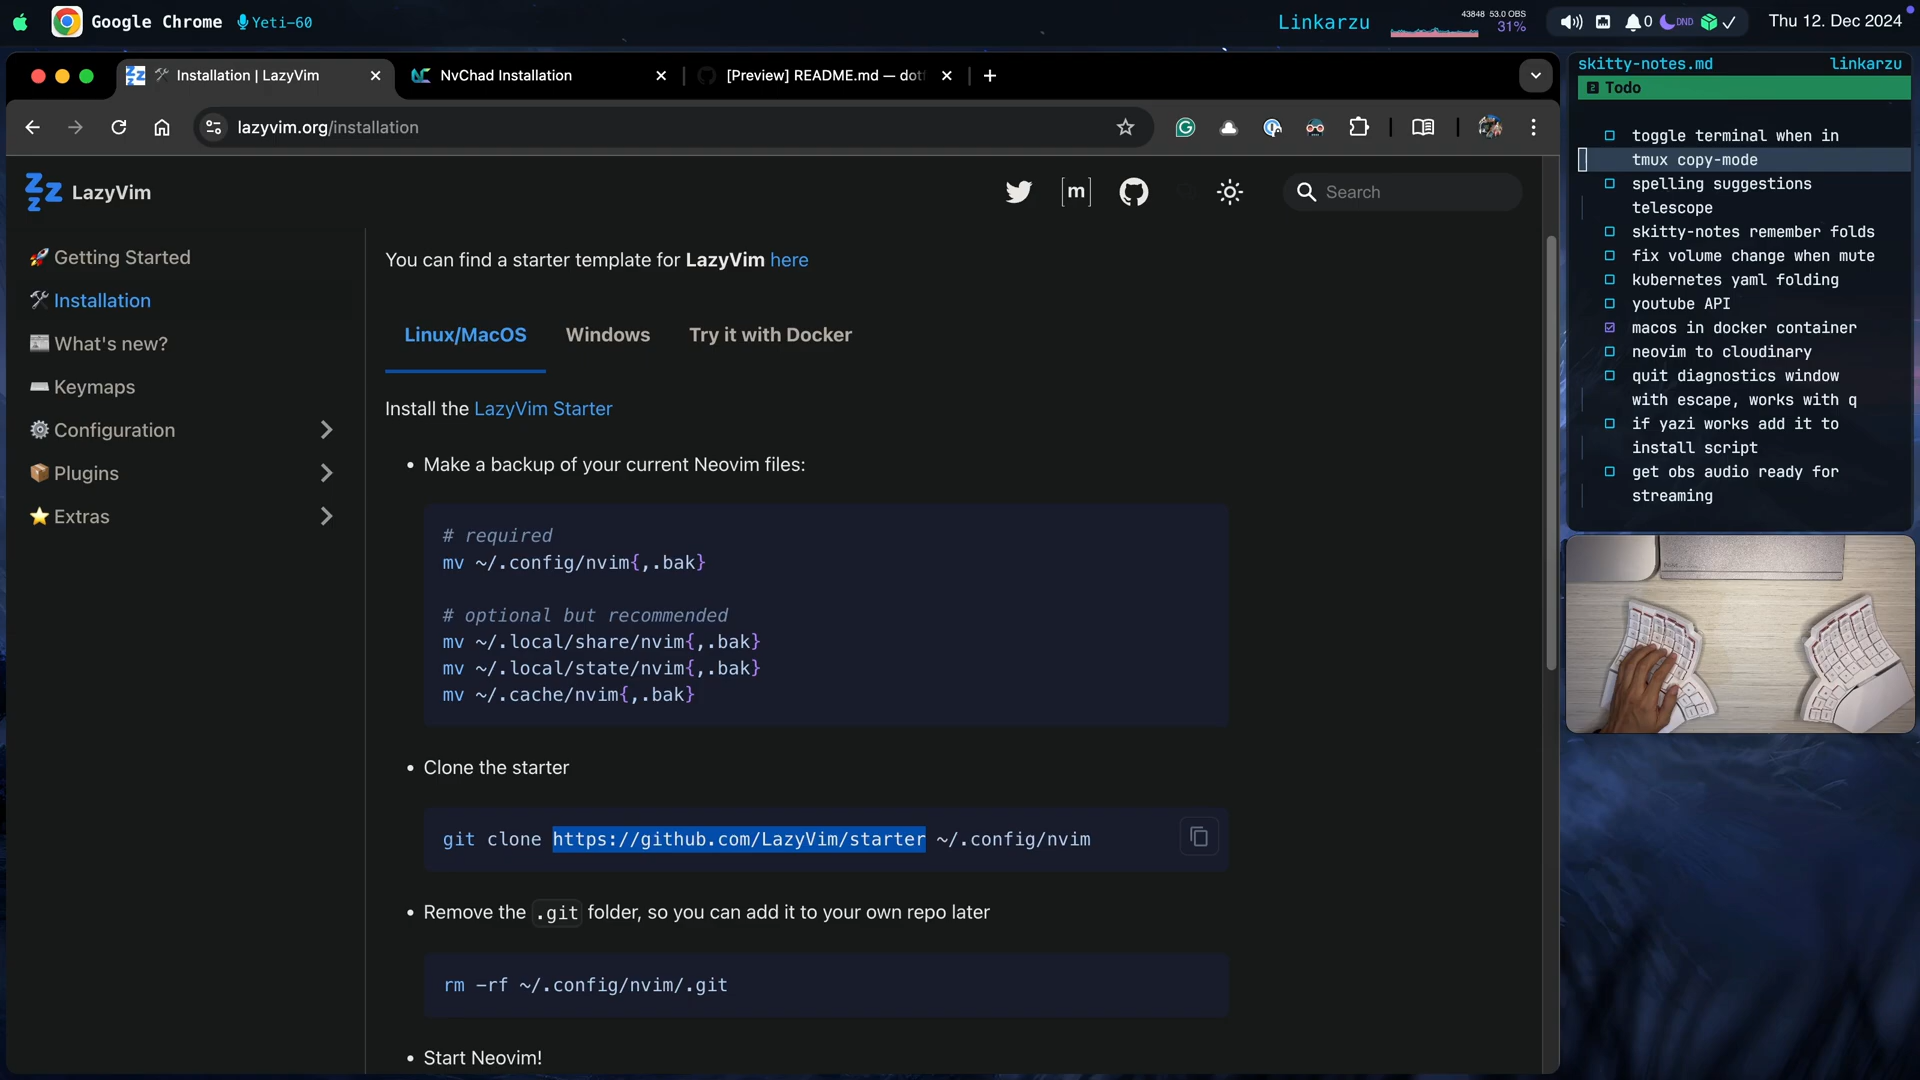 Google Chrome
Yeti-60
Linkarzu
43848 53.0 OBS
31%
0
DND
Thu 12. Dec 2024
Installation | LazyVim
NvChad Installation
[Preview] README.md — dotf
lazyvim.org/installation
LazyVim
[m]
Search
Getting Started
Installation
What's new?
Keymaps
Configuration
Plugins
Extras
You can find a starter template for LazyVim here
Linux/MacOS
Windows
Try it with Docker
Install the LazyVim Starter
• Make a backup of your current Neovim files:
# required
mv ~/.config/nvim{,.bak}
# optional but recommended
mv ~/.local/share/nvim{,.bak}
mv ~/.local/state/nvim{,.bak}
mv ~/.cache/nvim{,.bak}
• Clone the starter
git clone https://github.com/LazyVim/starter ~/.config/nvim
• Remove the .git folder, so you can add it to your own repo later
rm -rf ~/.config/nvim/.git
• Start Neovim!
skitty-notes.md
linkarzu
2 Todo
toggle terminal when in
tmux copy-mode
spelling suggestions
telescope
skitty-notes remember folds
fix volume change when mute
kubernetes yaml folding
youtube API
macos in docker container
neovim to cloudinary
quit diagnostics window
with escape, works with q
if yazi works add it to
install script
get obs audio ready for
streaming